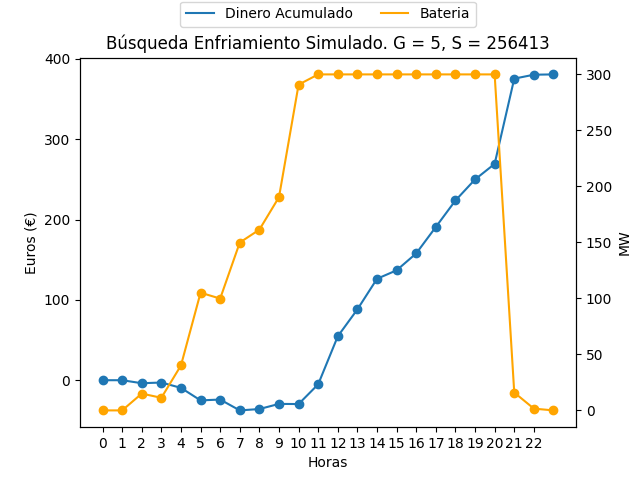 Dinero Acumulado Bateria
Búsqueda Enfriamiento Simulado. G = 5, S = 256413
400
300
200
100
0
Euros (€)
300
250
200
150
100
50
0
MW
0 1 2 3 4 5 6 7 8 9 10 11 12 13 14 15 16 17 18 19 20 21 22
Horas